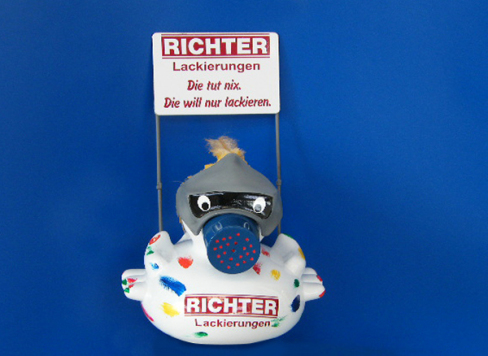 RICHTER
Lackierungen
Die tut nix.
Die will nur lackieren.
RICHTER
Lackierungen